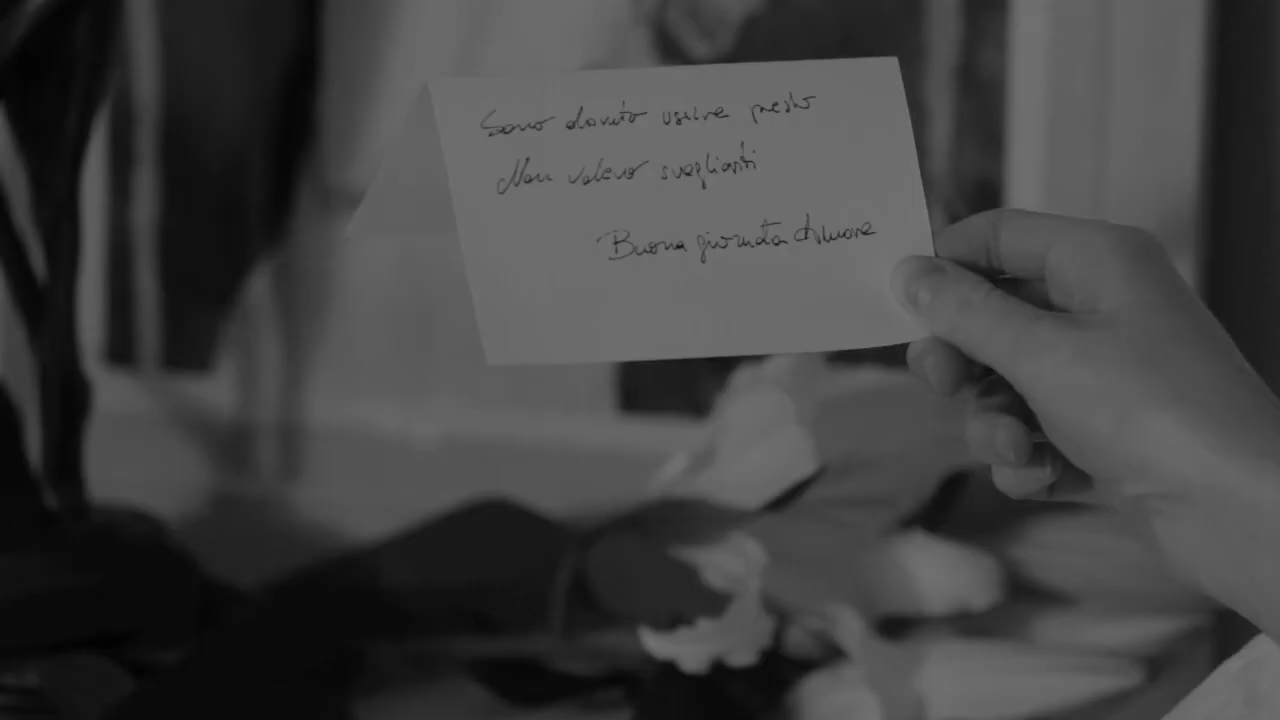 Sono dovuto uscire presto
Non volevo svegliarti
Buona giornata Amore